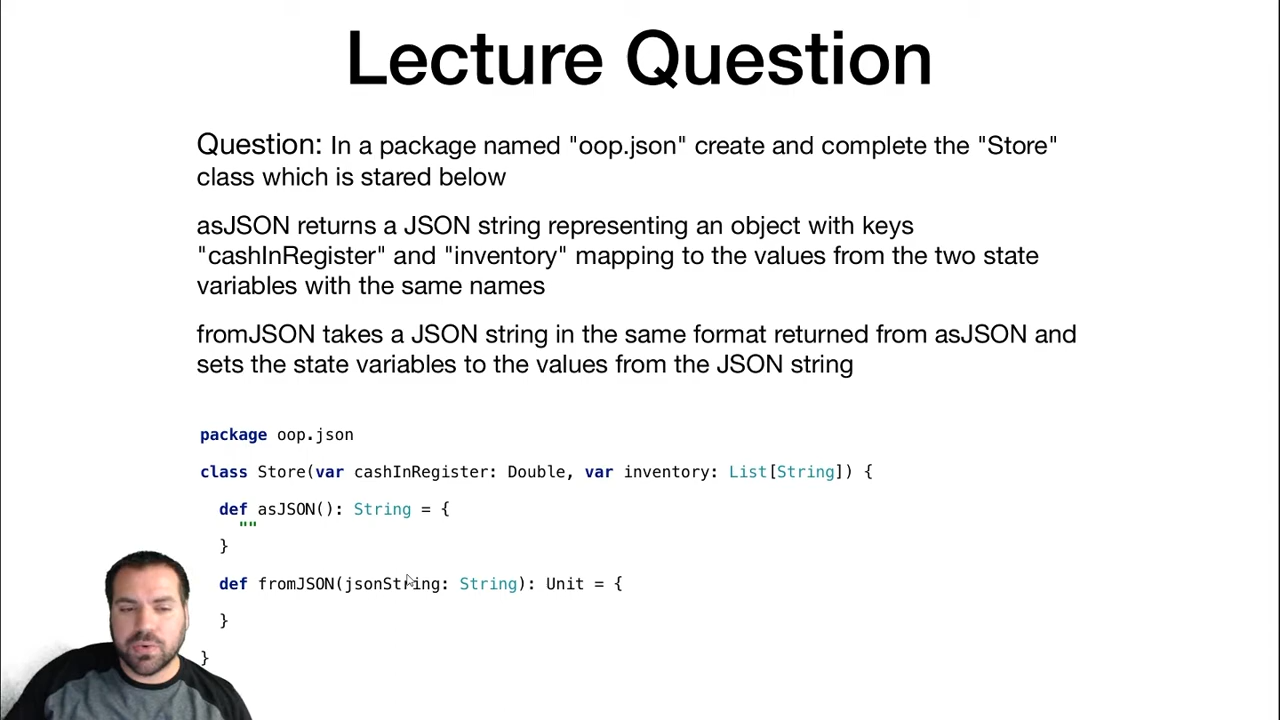 Lecture Question
Question: In a package named "oop.json" create and complete the "Store"
class which is stared below
asJSON returns a JSON string representing an object with keys
"cashInRegister" and "inventory" mapping to the values from the two state
variables with the same names
fromJSON takes a JSON string in the same format returned from asJSON and
sets the state variables to the values from the JSON string
package oop.json
class Store(var cashInRegister: Double, var inventory: List[String]) {
def asJSON(): String = {
""
}
def fromJSON(jsonString: String): Unit = {
}
}